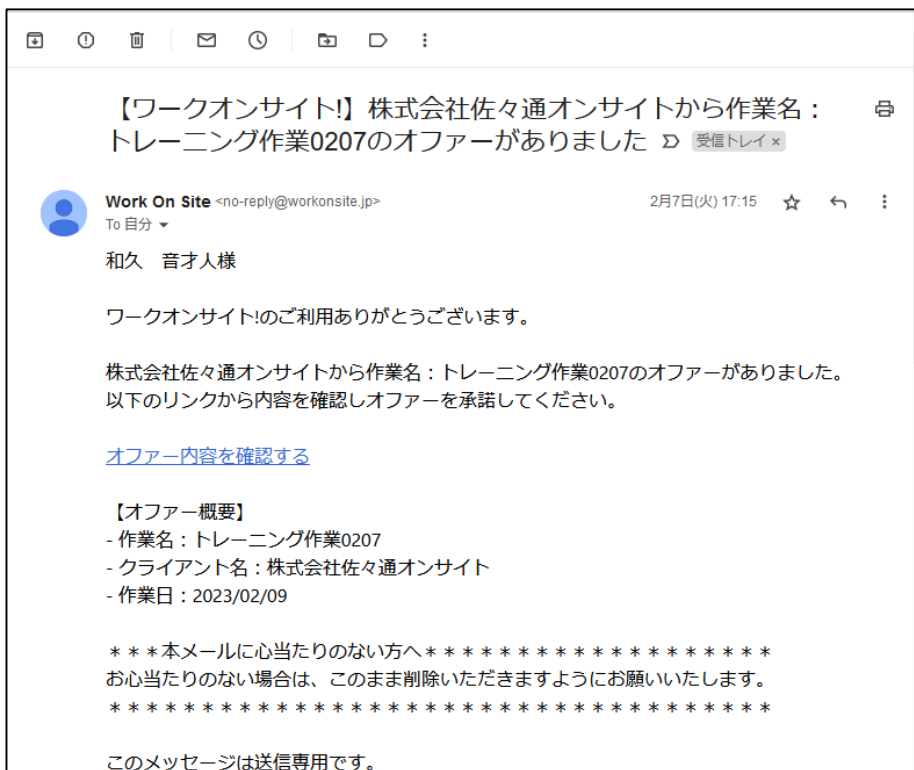 【ワークオンサイト!】株式会社佐々通オンサイトから作業名：
トレーニング作業0207のオファーがありました 受信トレイ ×
Work On Site <no-reply@workonsite.jp> 2月7日(火) 17:15
To 自分
和久　音才人様
ワークオンサイト!のご利用ありがとうございます。
株式会社佐々通オンサイトから作業名：トレーニング作業0207のオファーがありました。
以下のリンクから内容を確認しオファーを承諾してください。
オファー内容を確認する
【オファー概要】
- 作業名：トレーニング作業0207
- クライアント名：株式会社佐々通オンサイト
- 作業日：2023/02/09
＊＊＊本メールに心当たりのない方へ＊＊＊＊＊＊＊＊＊＊＊＊＊＊＊＊＊＊＊
お心当たりのない場合は、このまま削除いただきますようにお願いいたします。
＊＊＊＊＊＊＊＊＊＊＊＊＊＊＊＊＊＊＊＊＊＊＊＊＊＊＊＊＊＊＊＊＊＊＊＊
このメッセージは送信専用です。